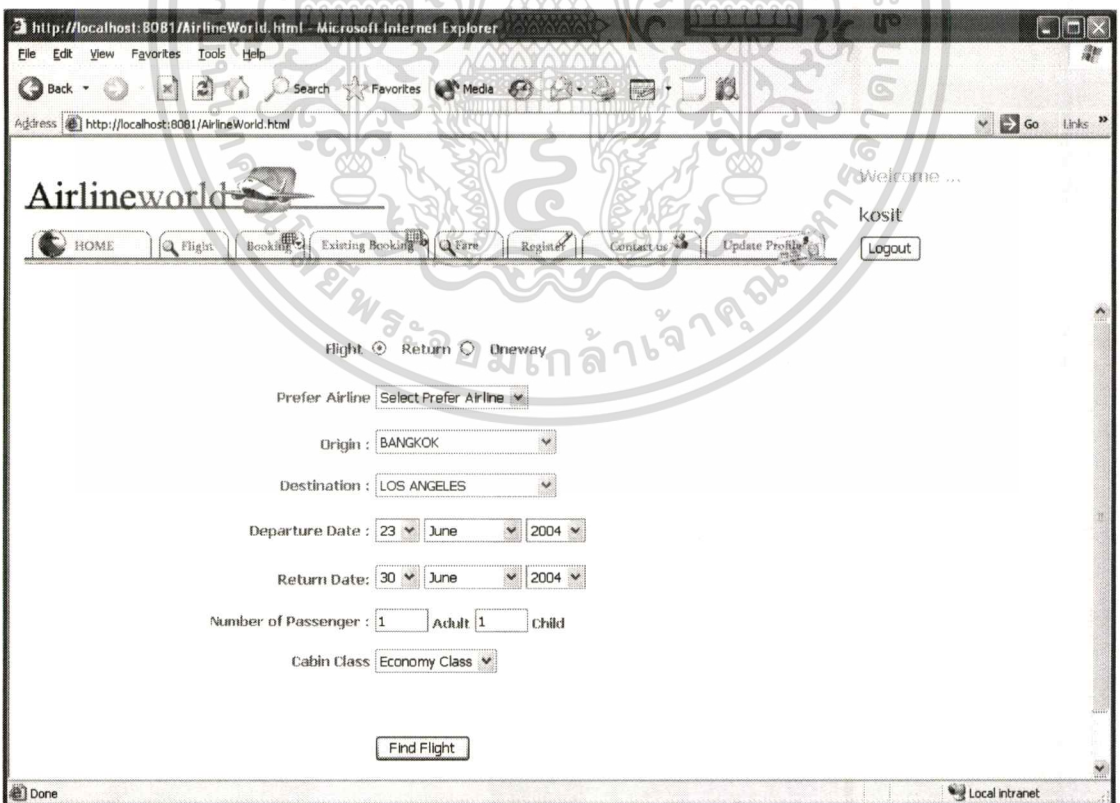 http://localhost:8081/AirlineWorld.html - Microsoft Internet Explorer
File Edit View Favorites Tools Help
Back Search Favorites Media
Address http://localhost:8081/AirlineWorld.html Go Links »
Airlineworld
Welcome ...
kosit
Logout
HOME Flight Booking Existing Booking Fare Register Contact us Update Profile
Flight Return Oneway
Prefer Airline Select Prefer Airline
Origin : BANGKOK
Destination : LOS ANGELES
Departure Date : 23 June 2004
Return Date: 30 June 2004
Number of Passenger : 1 Adult 1 Child
Cabin Class Economy Class
Find Flight
Done Local intranet